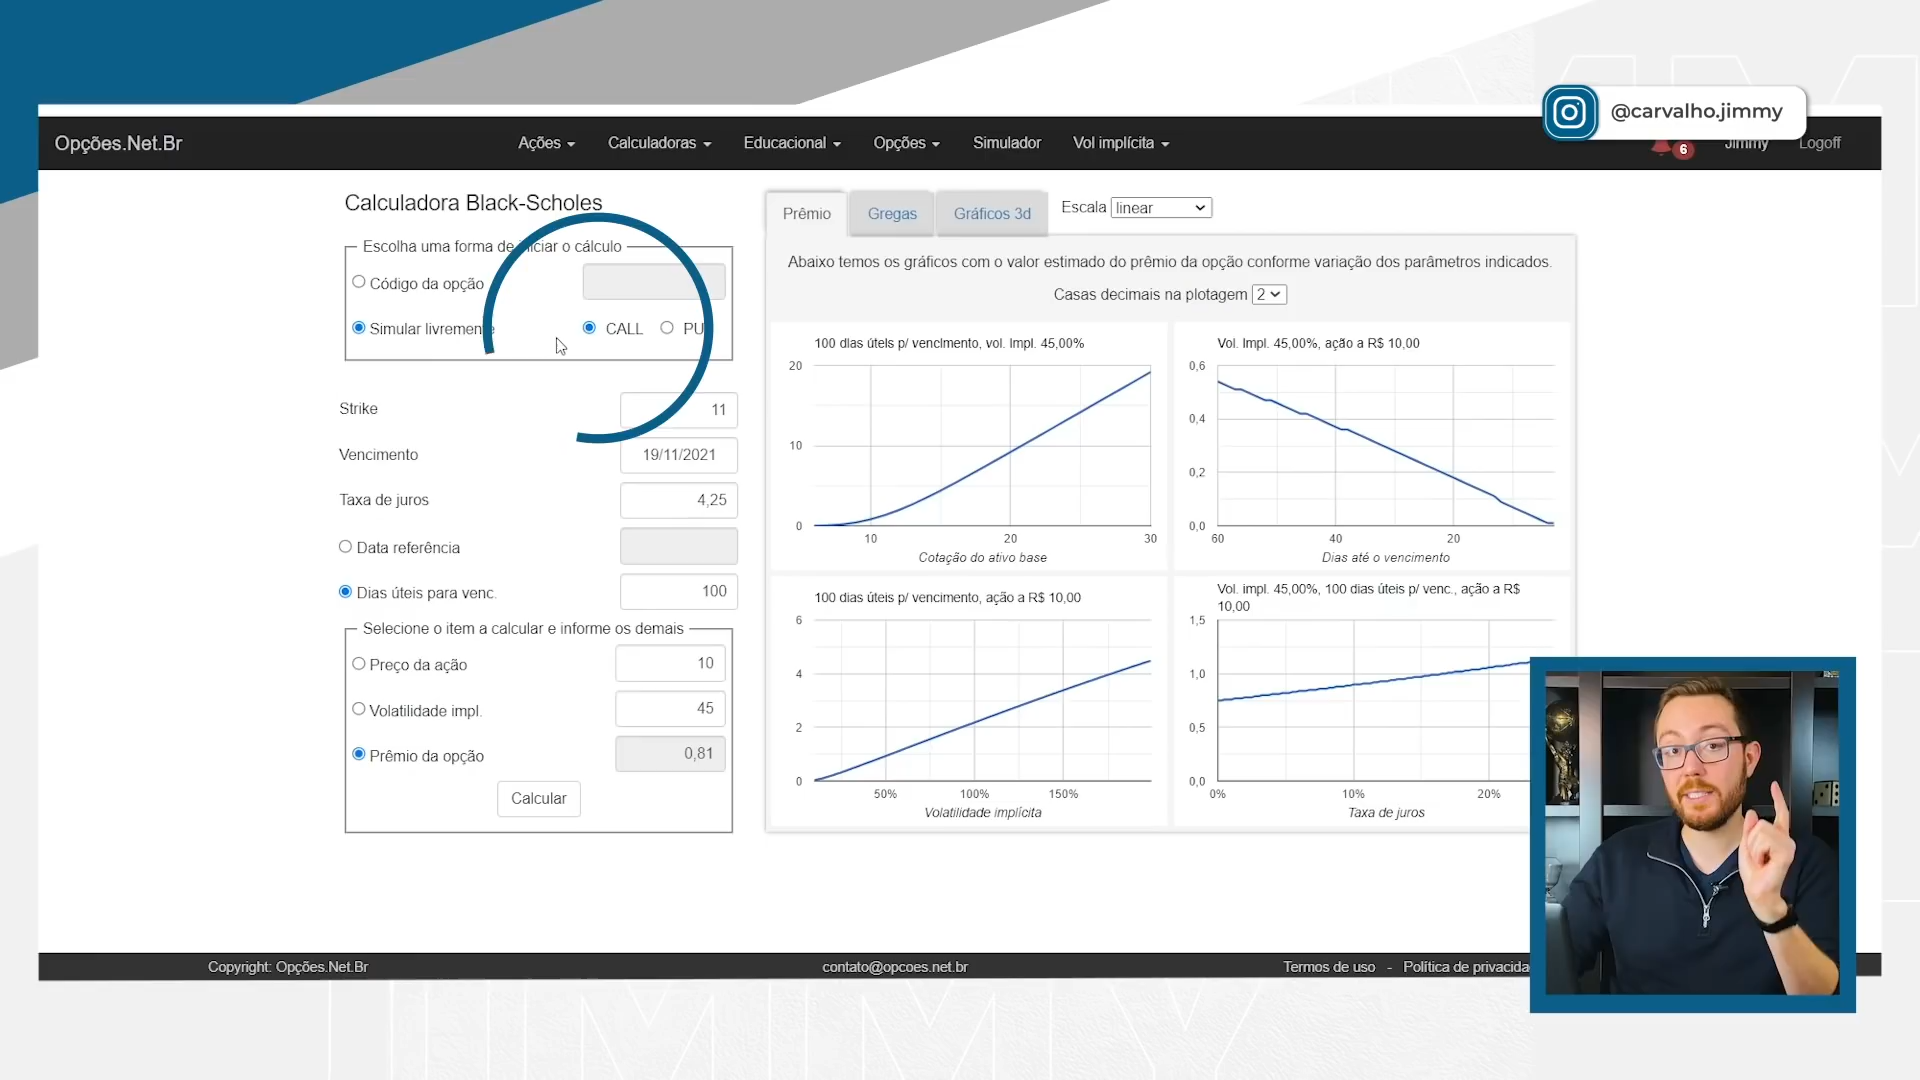 @carvalho.jimmy
Opções.Net.Br
Ações
Calculadoras
Educacional
Opções
Simulador
Vol implícita
6
Jimmy
Logoff
Calculadora Black-Scholes
Escolha uma forma de iniciar o cálculo
Código da opção
Simular livremente
CALL
PU
Strike
11
Vencimento
19/11/2021
Taxa de juros
4,25
Data referência
Dias úteis para venc.
100
Selecione o item a calcular e informe os demais
Preço da ação
10
Volatilidade impl.
45
Prêmio da opção
0,81
Calcular
Prêmio
Gregas
Gráficos 3d
Escala linear
Abaixo temos os gráficos com o valor estimado do prêmio da opção conforme variação dos parâmetros indicados.
Casas decimais na plotagem 2
100 dias úteis p/ vencimento, vol. impl. 45,00%
20
10
0
10 20 30
Cotação do ativo base
Vol. impl. 45,00%, ação a R$ 10,00
0,6
0,4
0,2
0,0
60 40 20
Dias até o vencimento
100 dias úteis p/ vencimento, ação a R$ 10,00
6
4
2
0
50% 100% 150%
Volatilidade implícita
Vol. impl. 45,00%, 100 dias úteis p/ venc., ação a R$
10,00
1,5
1,0
0,5
0,0
0% 10% 20%
Taxa de juros
Copyright: Opções.Net.Br
contato@opcoes.net.br
Termos de uso - Política de privacida